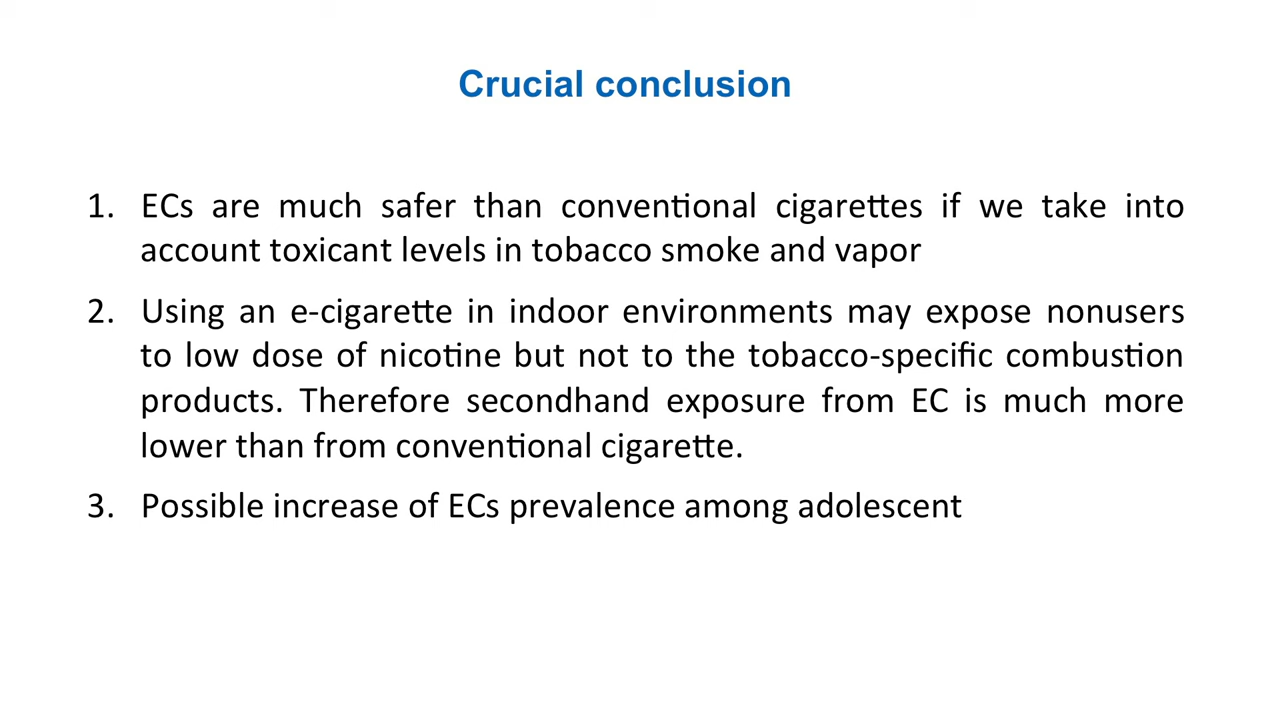 Crucial conclusion
1. ECs are much safer than conventional cigarettes if we take into
account toxicant levels in tobacco smoke and vapor
2. Using an e-cigarette in indoor environments may expose nonusers
to low dose of nicotine but not to the tobacco-specific combustion
products. Therefore secondhand exposure from EC is much more
lower than from conventional cigarette.
3. Possible increase of ECs prevalence among adolescent